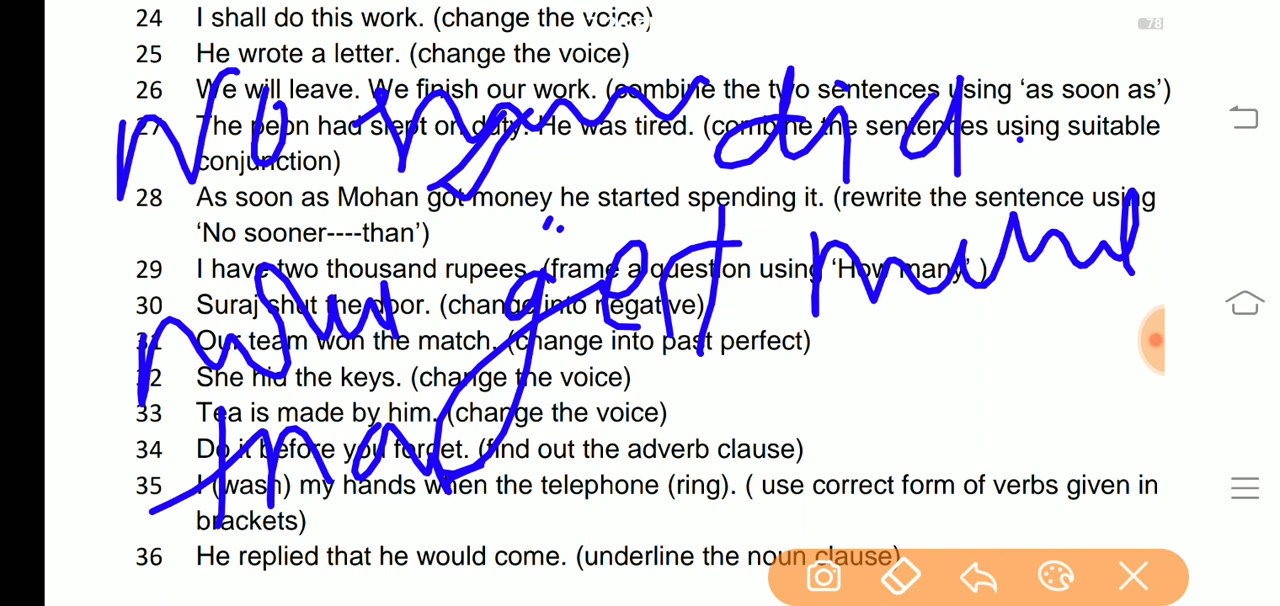 78
24 I shall do this work. (change the voice)
25 He wrote a letter. (change the voice)
26 We will leave. We finish our work. (combine the two sentences using ‘as soon as’)
27 The peon had slept on duty. He was tired. (combine the sentences using suitable
conjunction)
28 As soon as Mohan got money he started spending it. (rewrite the sentence using
‘No sooner----than’)
29 I have two thousand rupees. (frame a question using ‘How many’ )
30 Suraj shut the door. (change into negative)
31 Our team won the match. (change into past perfect)
32 She hid the keys. (change the voice)
33 Tea is made by him. (change the voice)
34 Do it before you forget. (find out the adverb clause)
35 I (wash) my hands when the telephone (ring). ( use correct form of verbs given in
brackets)
36 He replied that he would come. (underline the noun clause)
No did
get
than